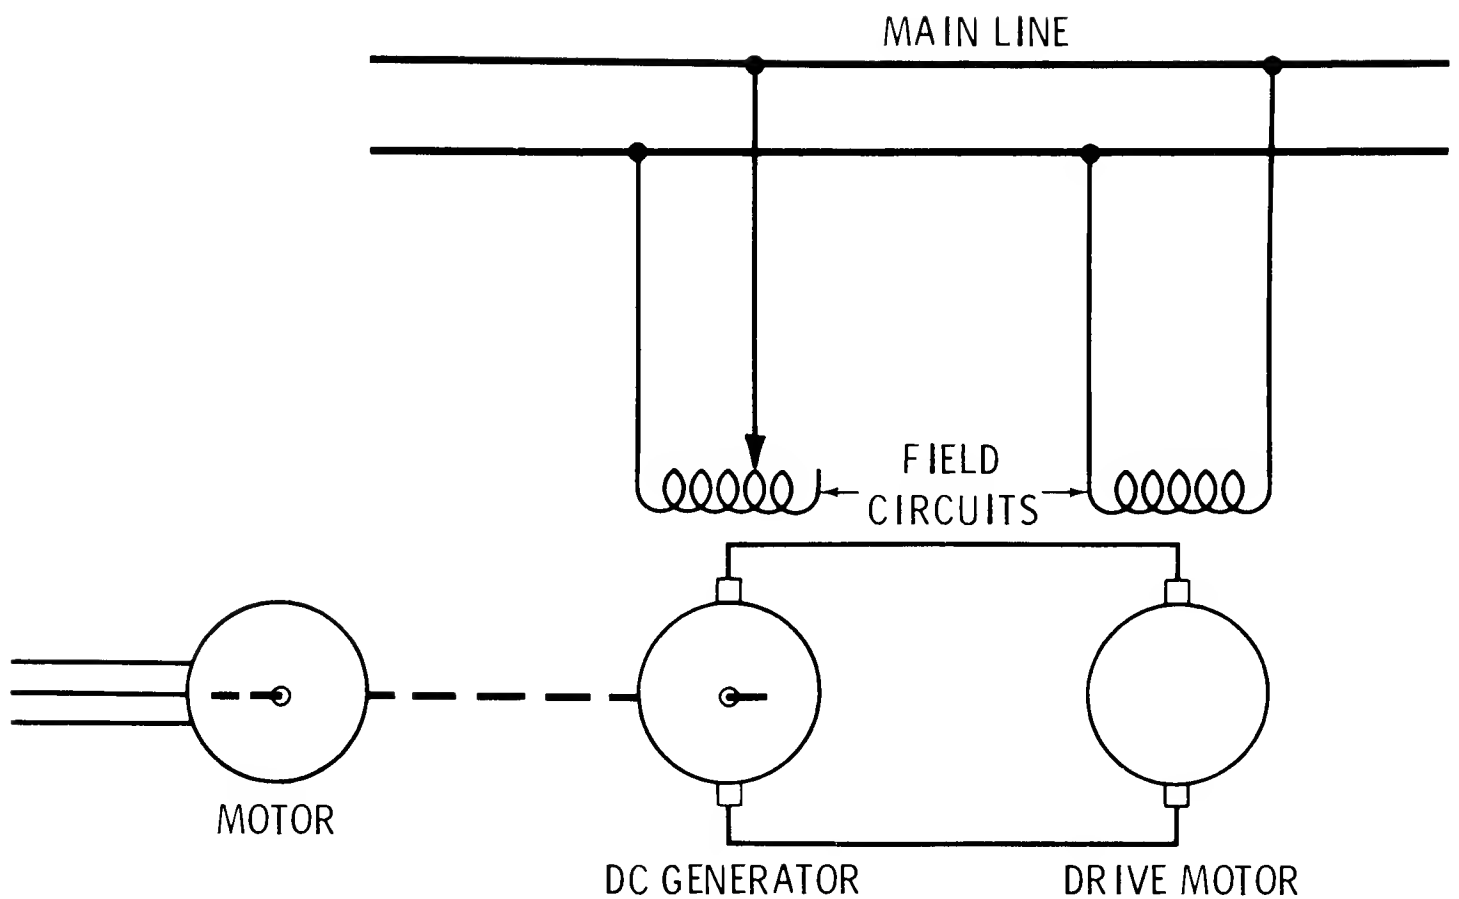 MAIN LINE
FIELD
CIRCUITS
MOTOR
DC GENERATOR
DRIVE MOTOR